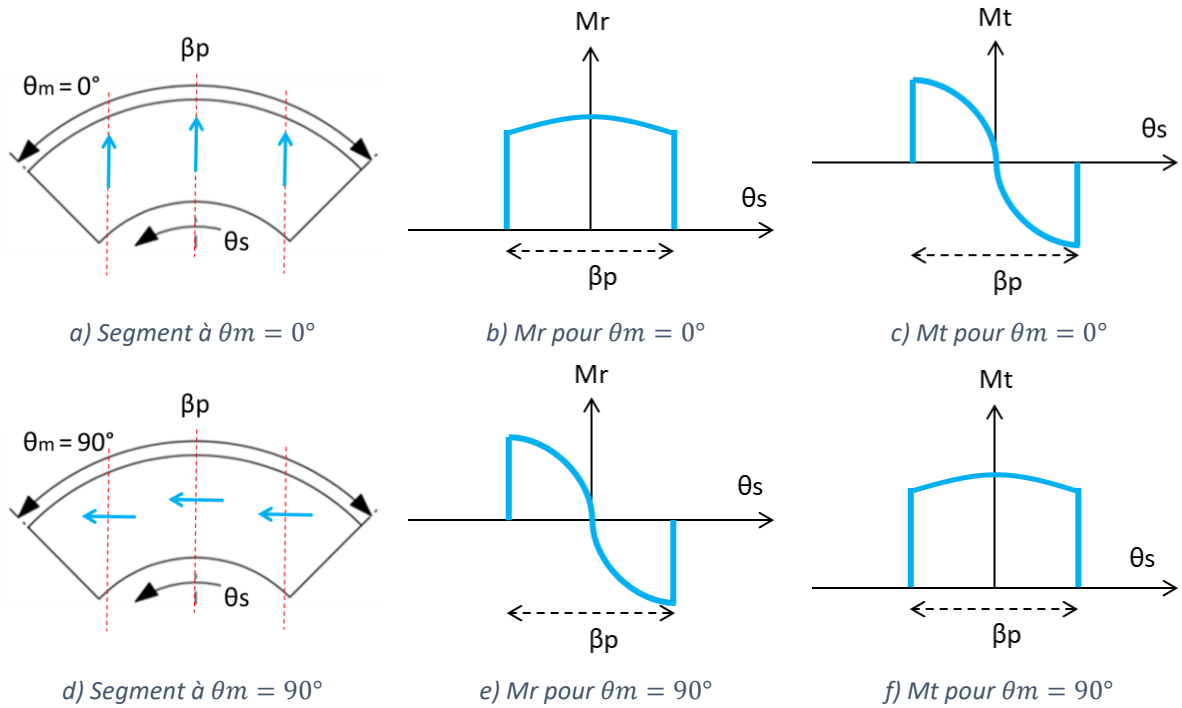 βp
θm = 0°
θs
a) Segment à θm = 0°
Mr
θs
βp
b) Mr pour θm = 0°
Mt
θs
βp
c) Mt pour θm = 0°
βp
θm = 90°
θs
d) Segment à θm = 90°
Mr
θs
βp
e) Mr pour θm = 90°
Mt
θs
βp
f) Mt pour θm = 90°